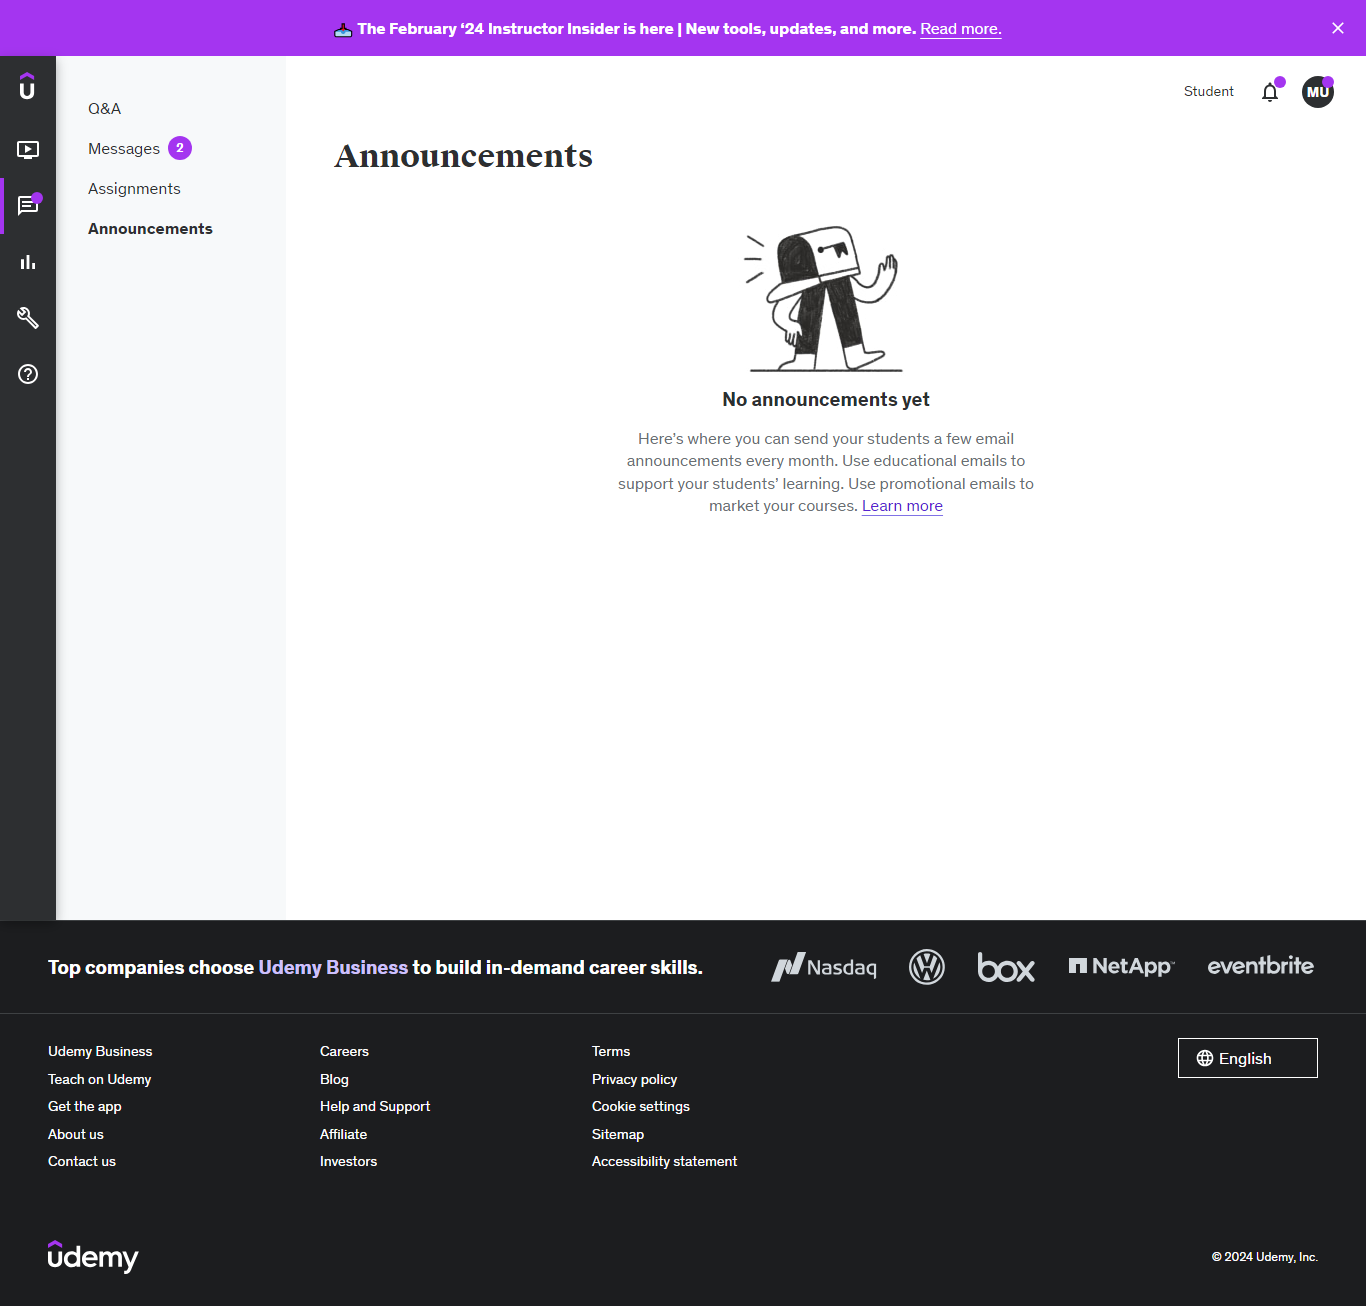 The February ‘24 Instructor Insider is here | New tools, updates, and more. Read more.
Student
MU
Q&A
Messages 2
Assignments
Announcements
Announcements
No announcements yet
Here’s where you can send your students a few email
announcements every month. Use educational emails to
support your students’ learning. Use promotional emails to
market your courses. Learn more
Top companies choose Udemy Business to build in-demand career skills.
Nasdaq
box
NetApp
eventbrite
Udemy Business
Teach on Udemy
Get the app
About us
Contact us
Careers
Blog
Help and Support
Affiliate
Investors
Terms
Privacy policy
Cookie settings
Sitemap
Accessibility statement
English
udemy
© 2024 Udemy, Inc.